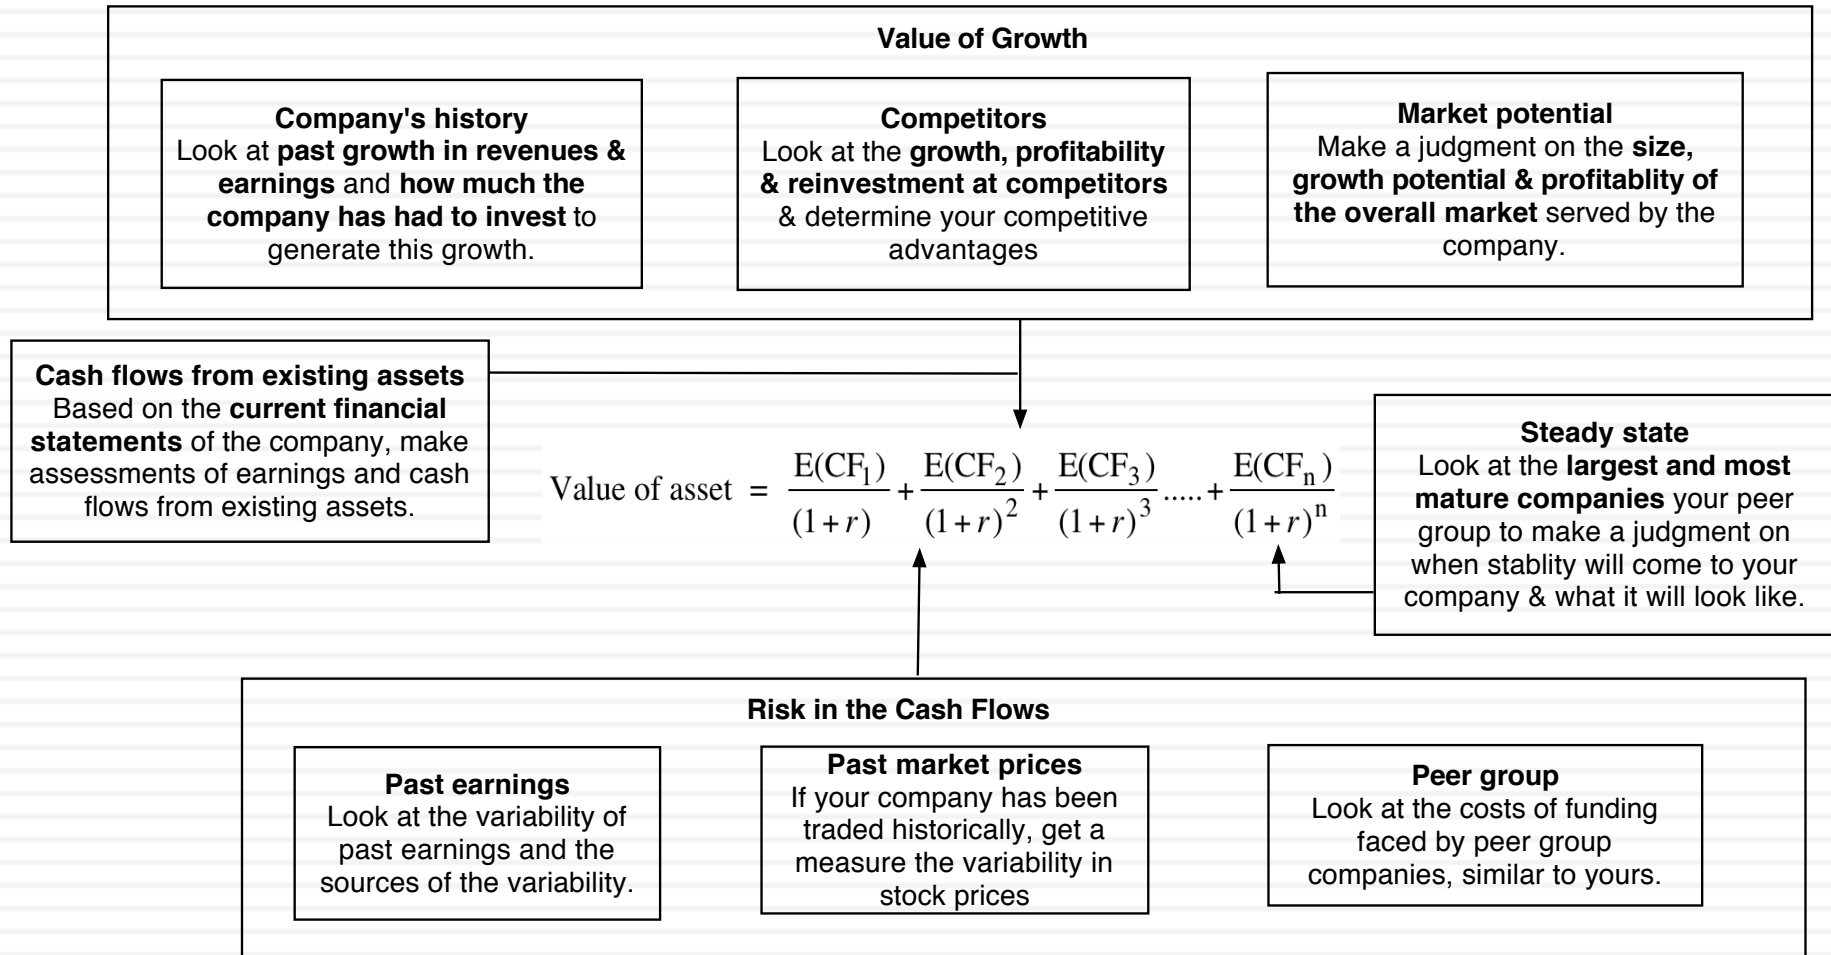 Value of Growth
Company's history
Look at past growth in revenues &
earnings and how much the
company has had to invest to
generate this growth.
Competitors
Look at the growth, profitability
& reinvestment at competitors
& determine your competitive
advantages
Market potential
Make a judgment on the size,
growth potential & profitablity of
the overall market served by the
company.
Cash flows from existing assets
Based on the current financial
statements of the company, make
assessments of earnings and cash
flows from existing assets.
Value of asset = E(CF₁)/(1+r) + E(CF₂)/(1+r)² + E(CF₃)/(1+r)³ ..... + E(CFₙ)/(1+r)ⁿ
Steady state
Look at the largest and most
mature companies your peer
group to make a judgment on
when stablity will come to your
company & what it will look like.
Risk in the Cash Flows
Past earnings
Look at the variability of
past earnings and the
sources of the variability.
Past market prices
If your company has been
traded historically, get a
measure the variability in
stock prices
Peer group
Look at the costs of funding
faced by peer group
companies, similar to yours.